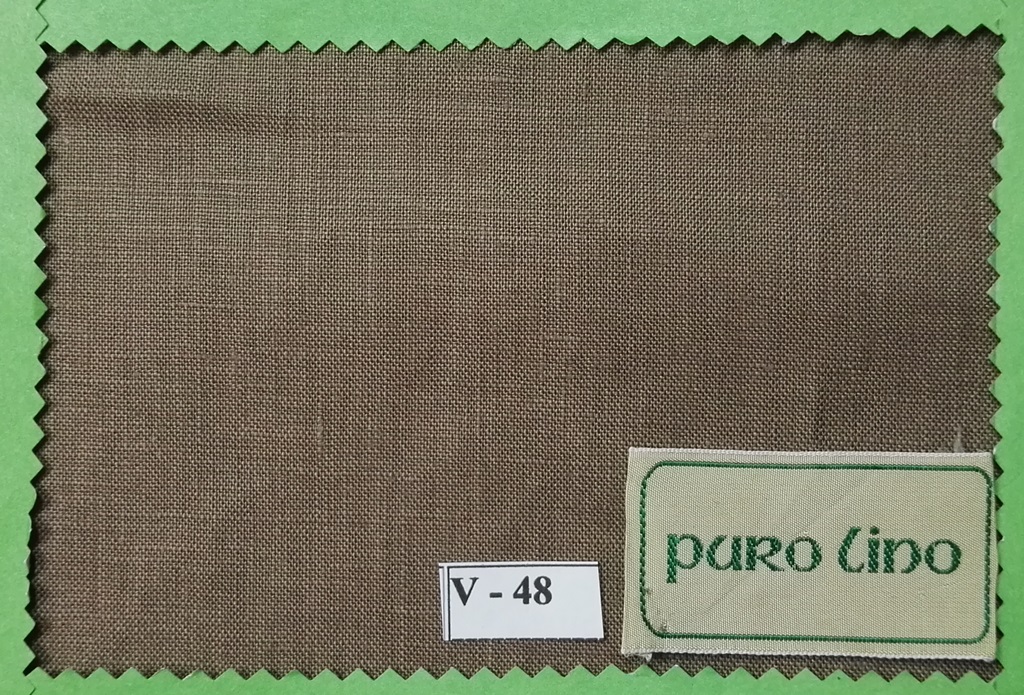 V - 48
puro lino